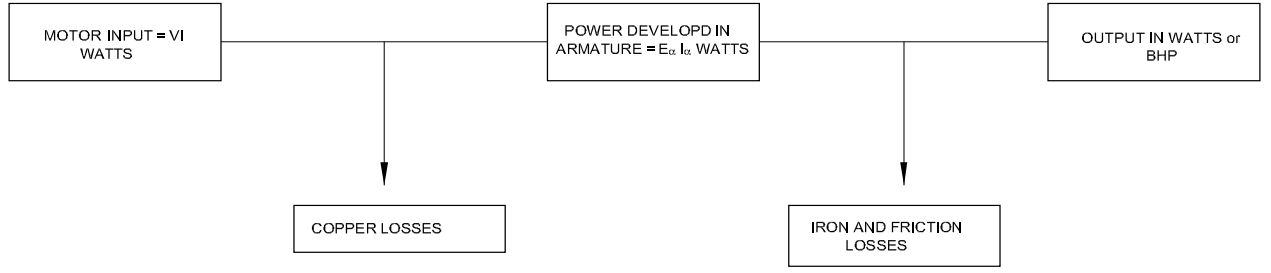 MOTOR INPUT = VI
WATTS
POWER DEVELOPD IN
ARMATURE = Eα Iα WATTS
OUTPUT IN WATTS or
BHP
COPPER LOSSES
IRON AND FRICTION
LOSSES